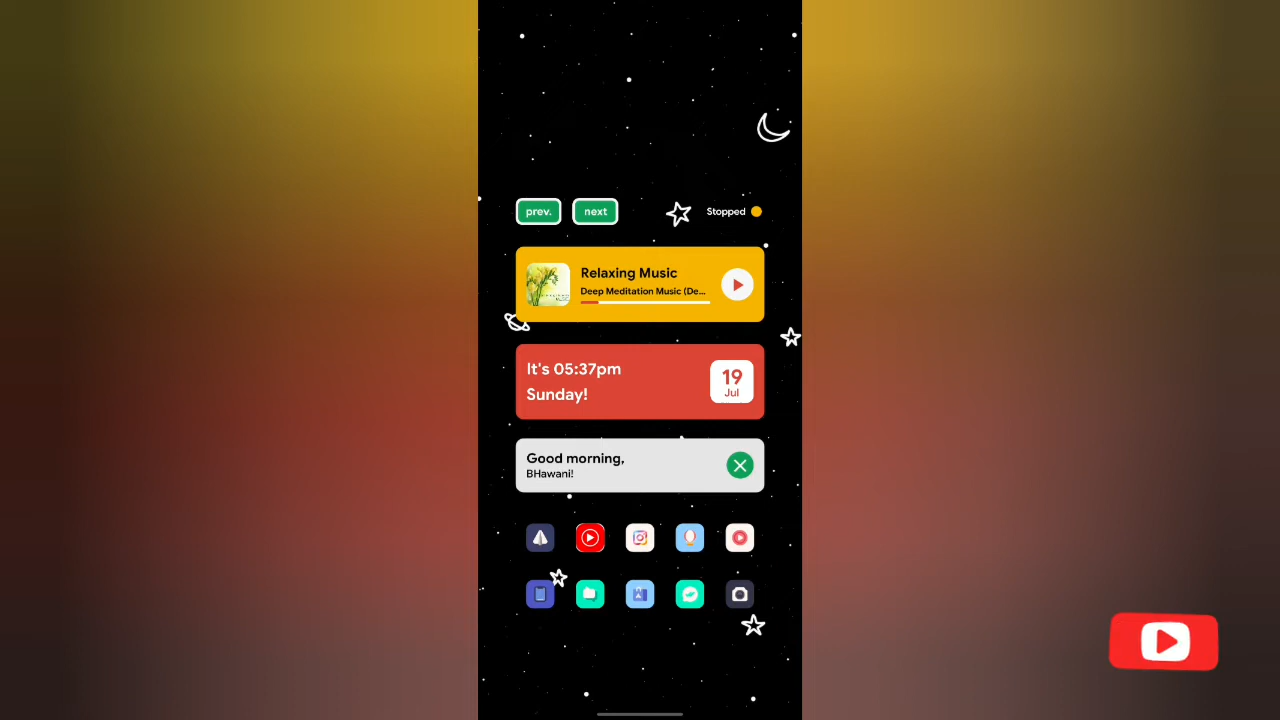 prev.
next
Stopped
Relaxing Music
Deep Meditation Music (De...
It's 05:37pm
Sunday!
19
Jul
Good morning,
BHawani!